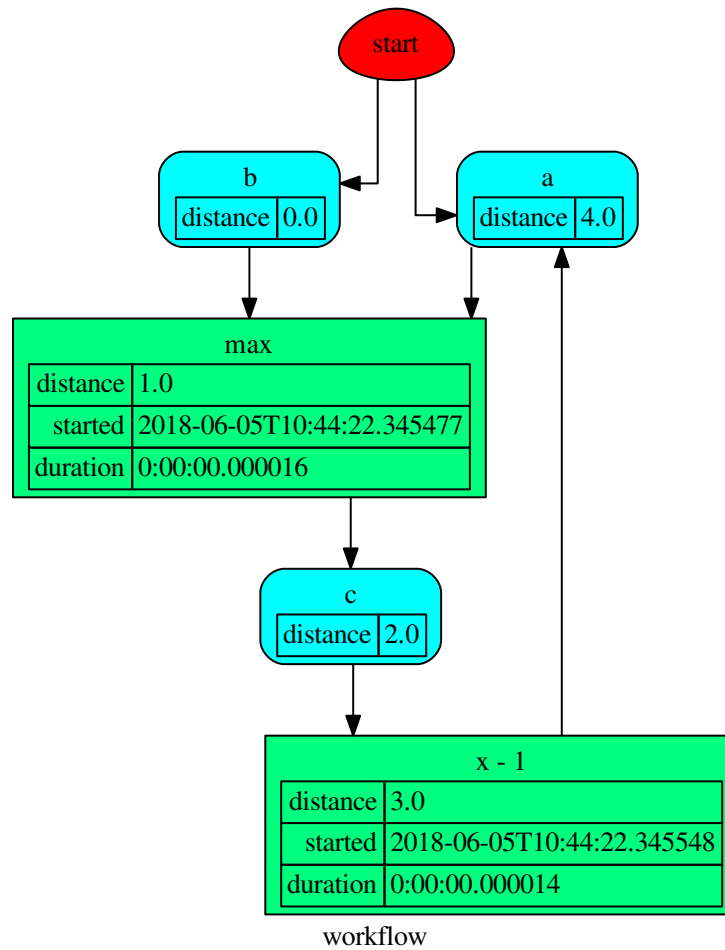 start
b
distance 0.0
a
distance 4.0
max
distance 1.0
started 2018-06-05T10:44:22.345477
duration 0:00:00.000016
c
distance 2.0
x - 1
distance 3.0
started 2018-06-05T10:44:22.345548
duration 0:00:00.000014
workflow